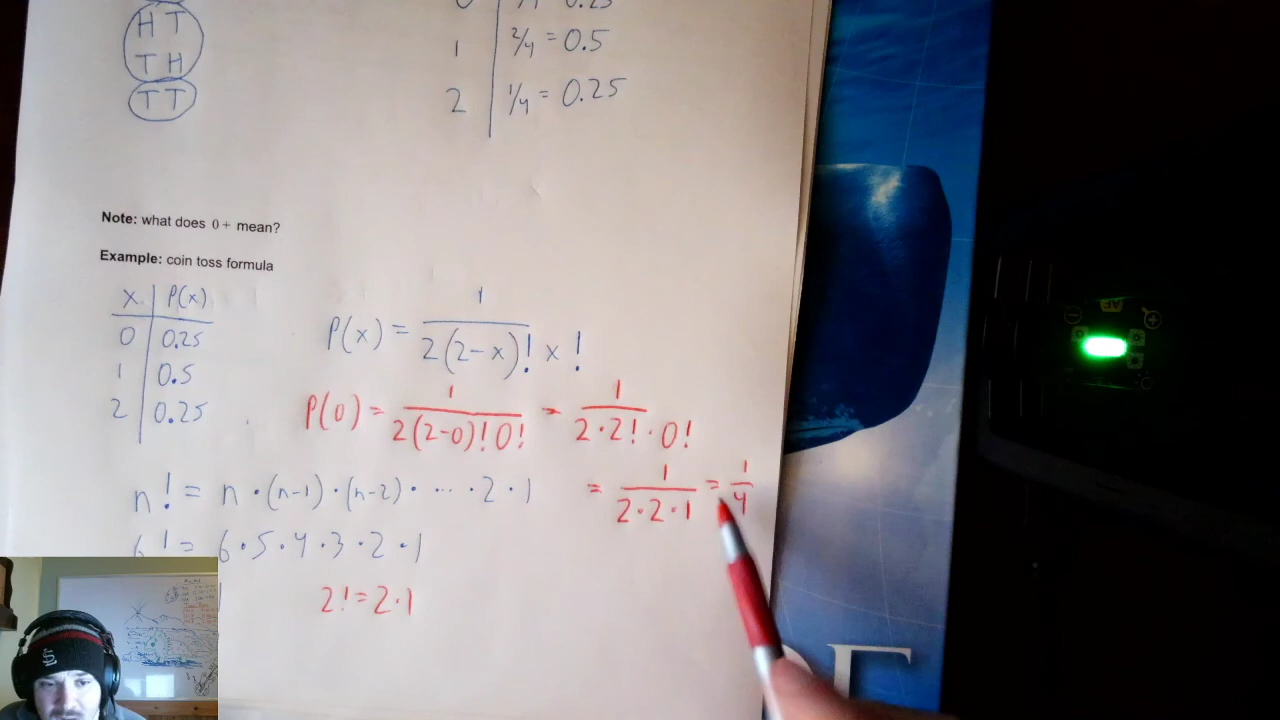 H T
T H
T T
1 2/4 = 0.5
2 1/4 = 0.25
Note: what does 0+ mean?
Example: coin toss formula
x P(x)
0 0.25
1 0.5
2 0.25
P(x) = 1/2(2-x)! x!
P(0) = 1/2(2-0)! 0! = 1/2·2!·0!
= 1/2·2·1 = 1/4
n! = n·(n-1)·(n-2)· ... ·2·1
6! = 6·5·4·3·2·1
2! = 2·1